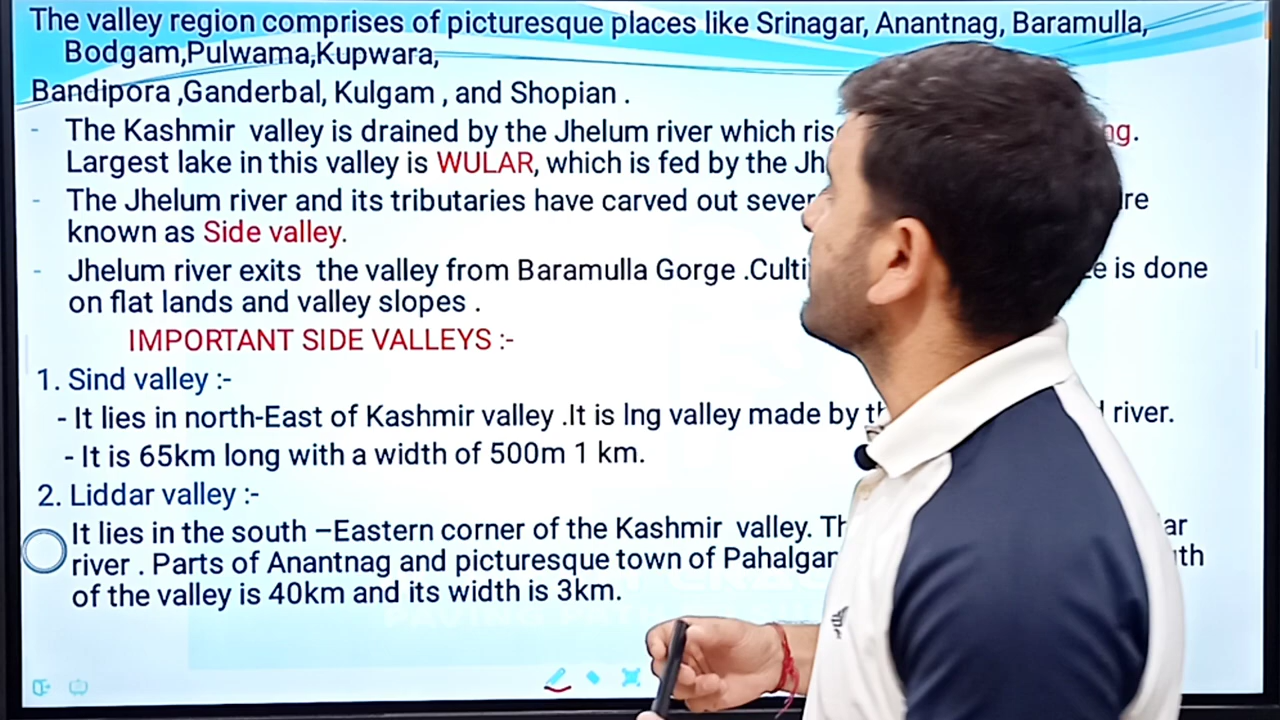 The valley region comprises of picturesque places like Srinagar, Anantnag, Baramulla,
Bodgam,Pulwama,Kupwara,
Bandipora ,Ganderbal, Kulgam , and Shopian .
- The Kashmir valley is drained by the Jhelum river which
Largest lake in this valley is WULAR, which is fed by the
- The Jhelum river and its tributaries have carved out
known as Side valley.
- Jhelum river exits the valley from Baramulla Gorge . is done
on flat lands and valley slopes .
IMPORTANT SIDE VALLEYS :-
1. Sind valley :-
- It lies in north-East of Kashmir valley .It is lng valley made by river.
- It is 65km long with a width of 500m 1 km.
2. Liddar valley :-
It lies in the south –Eastern corner of the Kashmir valley.
river . Parts of Anantnag and picturesque town of
of the valley is 40km and its width is 3km.